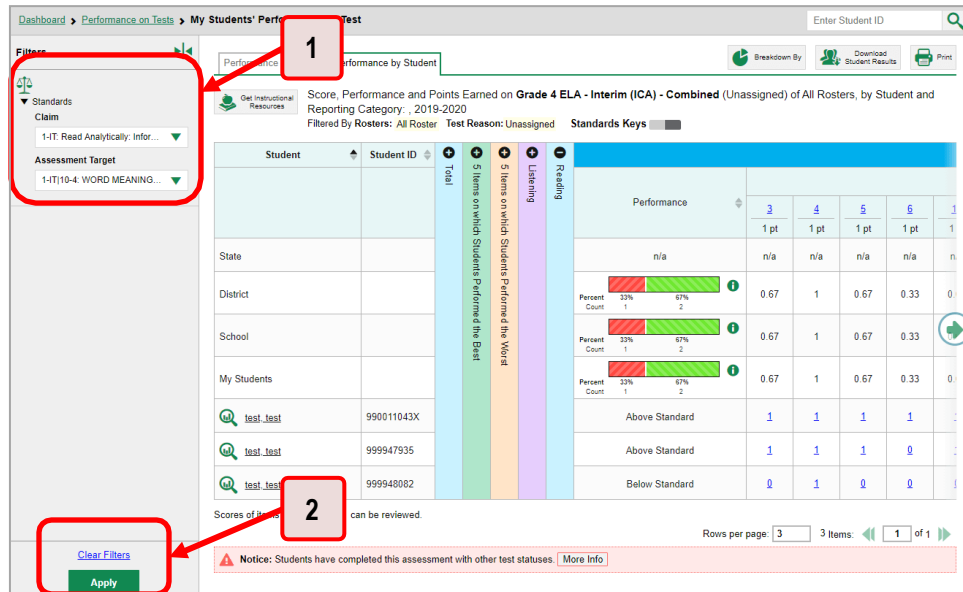 Dashboard > Performance on Tests > My Students' Perfo Test
Enter Student ID
Filters
1
Standards
Claim
1-IT: Read Analytically: Infor...
Assessment Target
1-IT|10-4: WORD MEANING...
Performance by Student
Breakdown By
Download Student Results
Print
Get Instructional Resources
Score, Performance and Points Earned on Grade 4 ELA - Interim (ICA) - Combined (Unassigned) of All Rosters, by Student and
Reporting Category: , 2019-2020
Filtered By Rosters: All Roster Test Reason: Unassigned Standards Keys
Student Student ID Total 5 Items on which Students Performed the Best 5 Items on which Students Performed the Worst Listening Reading
Performance 3 4 5 6
1 pt 1 pt 1 pt 1 pt
State n/a n/a n/a n/a n/a
District 0.67 1 0.67 0.33
Percent 33% 67%
Count 1 2
School 0.67 1 0.67 0.33
Percent 33% 67%
Count 1 2
My Students 0.67 1 0.67 0.33
Percent 33% 67%
Count 1 2
test, test 990011043X Above Standard 1 1 1 1
test, test 999947935 Above Standard 1 1 1 0
test, test 999948082 Below Standard 0 1 0 0
Scores of items can be reviewed.
2
Rows per page: 3 3 Items: 1 of 1
Clear Filters
Apply
Notice: Students have completed this assessment with other test statuses. More Info